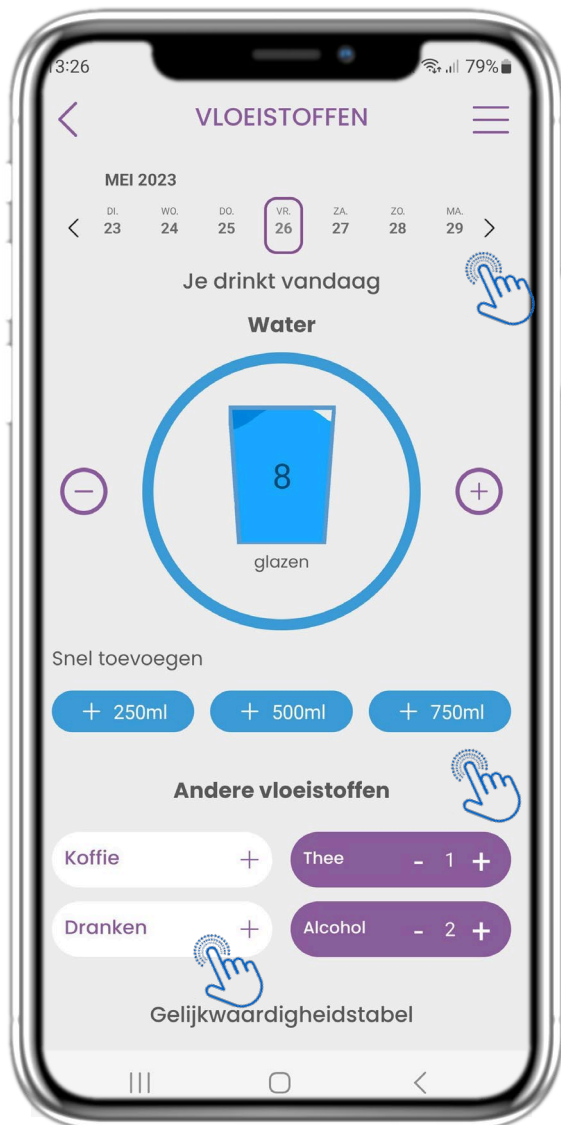 3:26 79%
VLOEISTOFFEN
MEI 2023
DI. WO. DO. VR. ZA. ZO. MA.
23 24 25 26 27 28 29
Je drinkt vandaag
Water
8
glazen
Snel toevoegen
+ 250ml + 500ml + 750ml
Andere vloeistoffen
Koffie + Thee - 1 +
Dranken + Alcohol - 2 +
Gelijkwaardigheidstabel